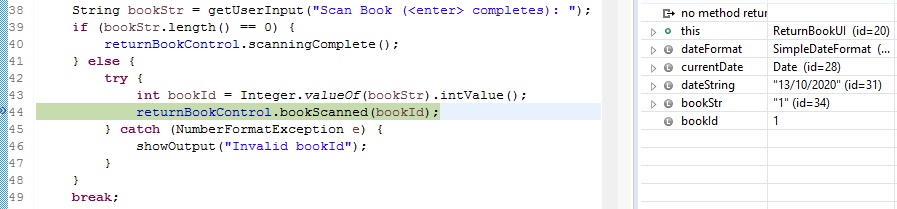 38 String bookStr = getUserInput("Scan Book (<enter> completes): ");
39 if (bookStr.length() == 0) {
40 returnBookControl.scanningComplete();
41 } else {
42 try {
43 int bookId = Integer.valueOf(bookStr).intValue();
44 returnBookControl.bookScanned(bookId);
45 } catch (NumberFormatException e) {
46 showOutput("Invalid bookId");
47 }
48 }
49 break;
no method retur
this ReturnBookUI (id=20)
dateFormat SimpleDateFormat (...
currentDate Date (id=28)
dateString "13/10/2020" (id=31)
bookStr "1" (id=34)
bookId 1